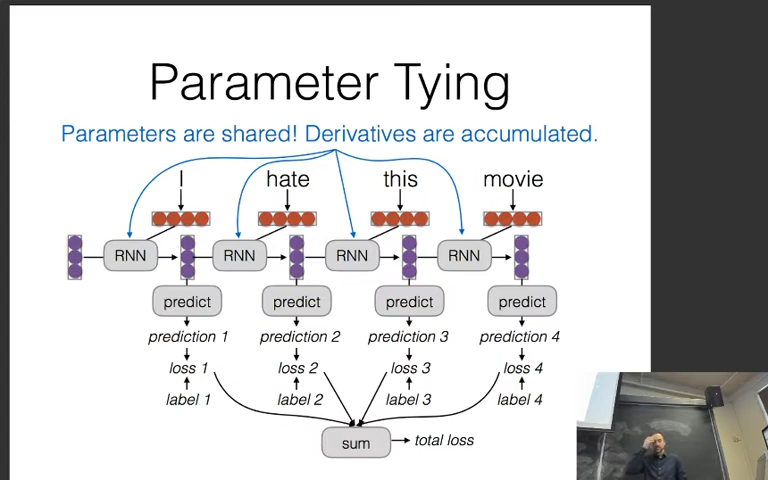 Parameter Tying
Parameters are shared! Derivatives are accumulated.
I hate this movie
RNN RNN RNN RNN
predict predict predict predict
prediction 1 prediction 2 prediction 3 prediction 4
loss 1 loss 2 loss 3 loss 4
label 1 label 2 label 3 label 4
sum total loss